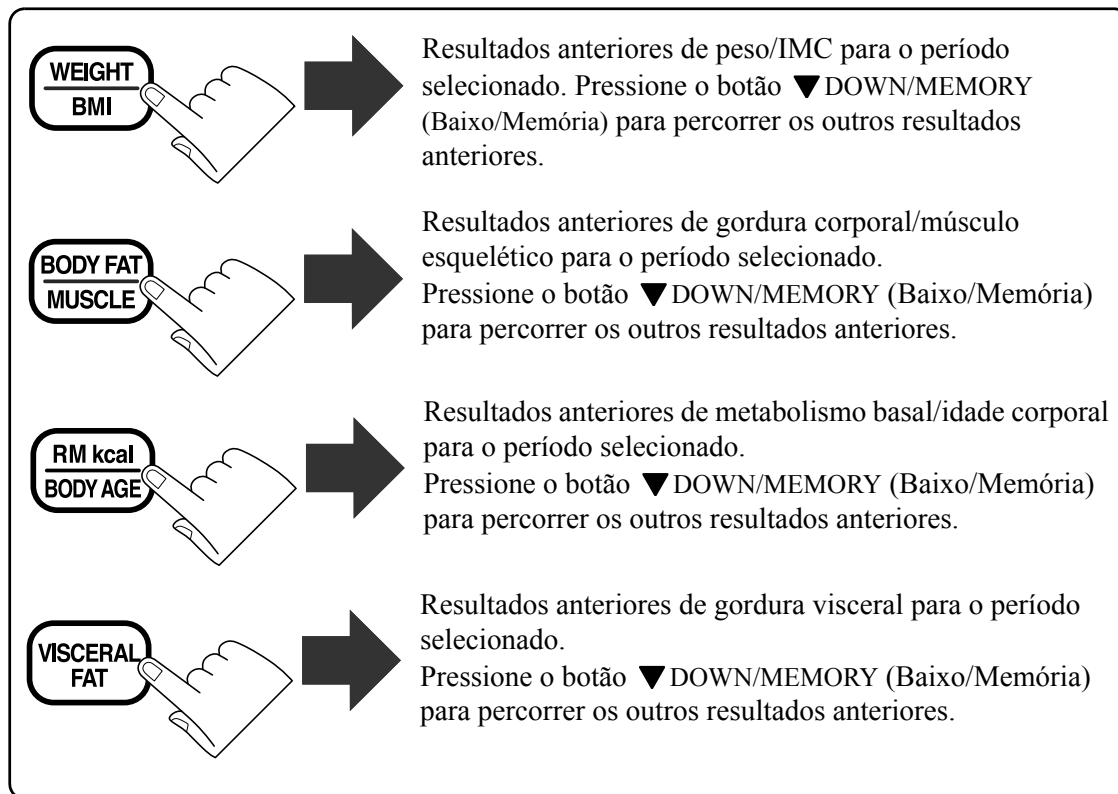 WEIGHT
BMI
Resultados anteriores de peso/IMC para o período
selecionado. Pressione o botão ▼DOWN/MEMORY
(Baixo/Memória) para percorrer os outros resultados
anteriores.
BODY FAT
MUSCLE
Resultados anteriores de gordura corporal/músculo
esquelético para o período selecionado.
Pressione o botão ▼DOWN/MEMORY (Baixo/Memória)
para percorrer os outros resultados anteriores.
RM kcal
BODY AGE
Resultados anteriores de metabolismo basal/idade corporal
para o período selecionado.
Pressione o botão ▼DOWN/MEMORY (Baixo/Memória)
para percorrer os outros resultados anteriores.
VISCERAL
FAT
Resultados anteriores de gordura visceral para o período
selecionado.
Pressione o botão ▼DOWN/MEMORY (Baixo/Memória)
para percorrer os outros resultados anteriores.